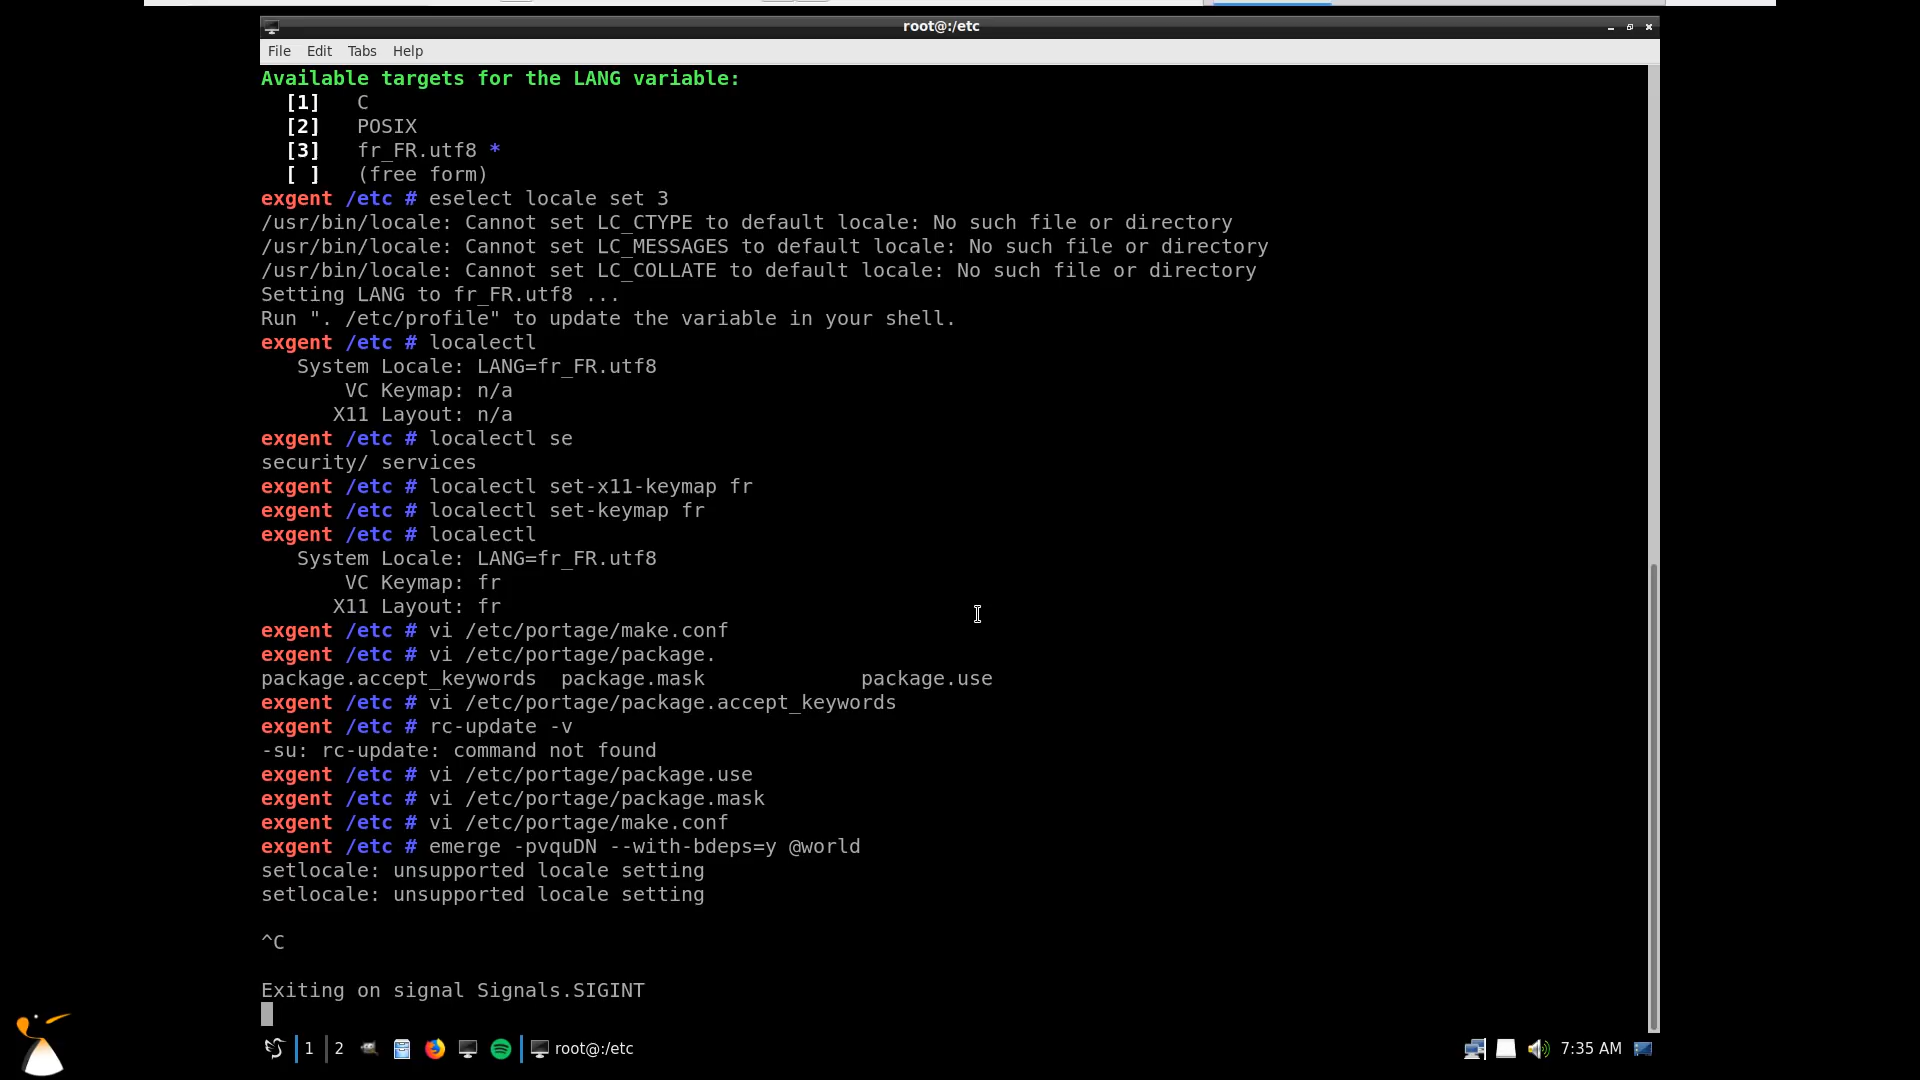 root@:/etc
File Edit Tabs Help
Available targets for the LANG variable:
  [1]   C
  [2]   POSIX
  [3]   fr_FR.utf8 *
  [ ]   (free form)
exgent /etc # eselect locale set 3
/usr/bin/locale: Cannot set LC_CTYPE to default locale: No such file or directory
/usr/bin/locale: Cannot set LC_MESSAGES to default locale: No such file or directory
/usr/bin/locale: Cannot set LC_COLLATE to default locale: No such file or directory
Setting LANG to fr_FR.utf8 ...
Run ". /etc/profile" to update the variable in your shell.
exgent /etc # localectl
   System Locale: LANG=fr_FR.utf8
       VC Keymap: n/a
      X11 Layout: n/a
exgent /etc # localectl se
security/ services
exgent /etc # localectl set-x11-keymap fr
exgent /etc # localectl set-keymap fr
exgent /etc # localectl
   System Locale: LANG=fr_FR.utf8
       VC Keymap: fr
      X11 Layout: fr
exgent /etc # vi /etc/portage/make.conf
exgent /etc # vi /etc/portage/package.
package.accept_keywords  package.mask             package.use
exgent /etc # vi /etc/portage/package.accept_keywords
exgent /etc # rc-update -v
-su: rc-update: command not found
exgent /etc # vi /etc/portage/package.use
exgent /etc # vi /etc/portage/package.mask
exgent /etc # vi /etc/portage/make.conf
exgent /etc # emerge -pvquDN --with-bdeps=y @world
setlocale: unsupported locale setting
setlocale: unsupported locale setting
^C
Exiting on signal Signals.SIGINT
1 2 root@:/etc 7:35 AM